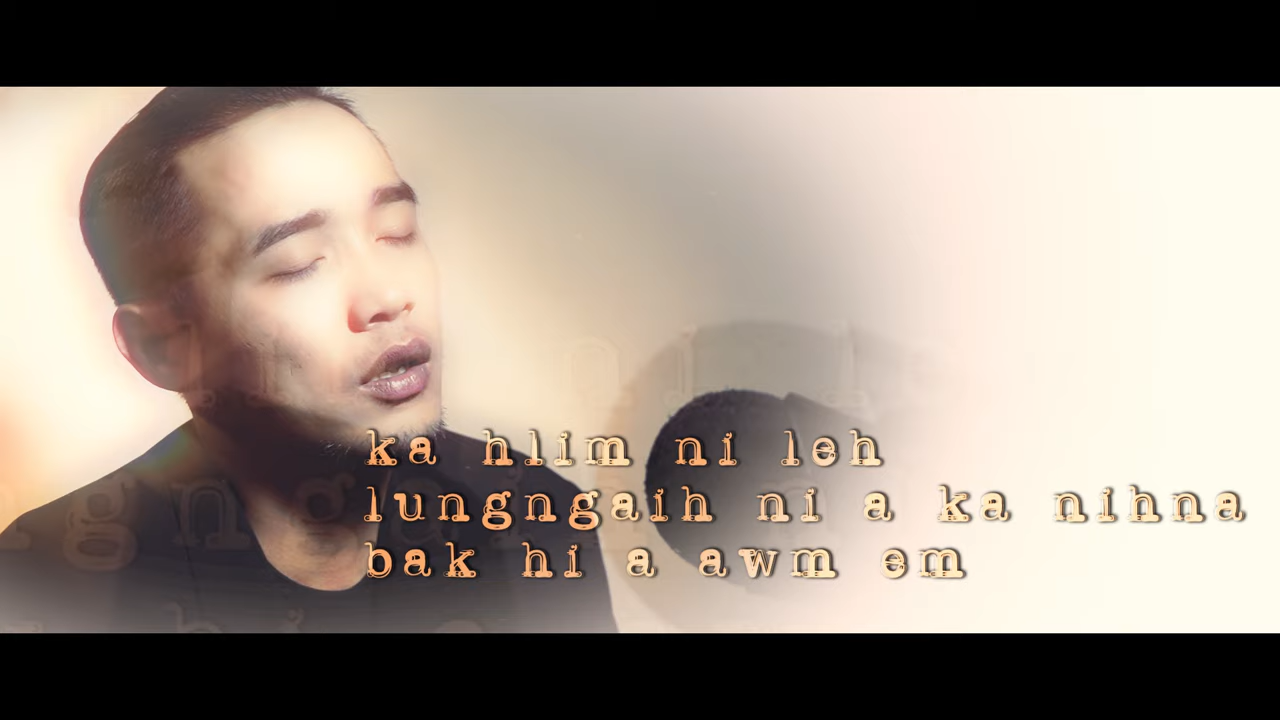 ka hlim ni leh
lungngaih ni a ka nihna
bak hi a awm em